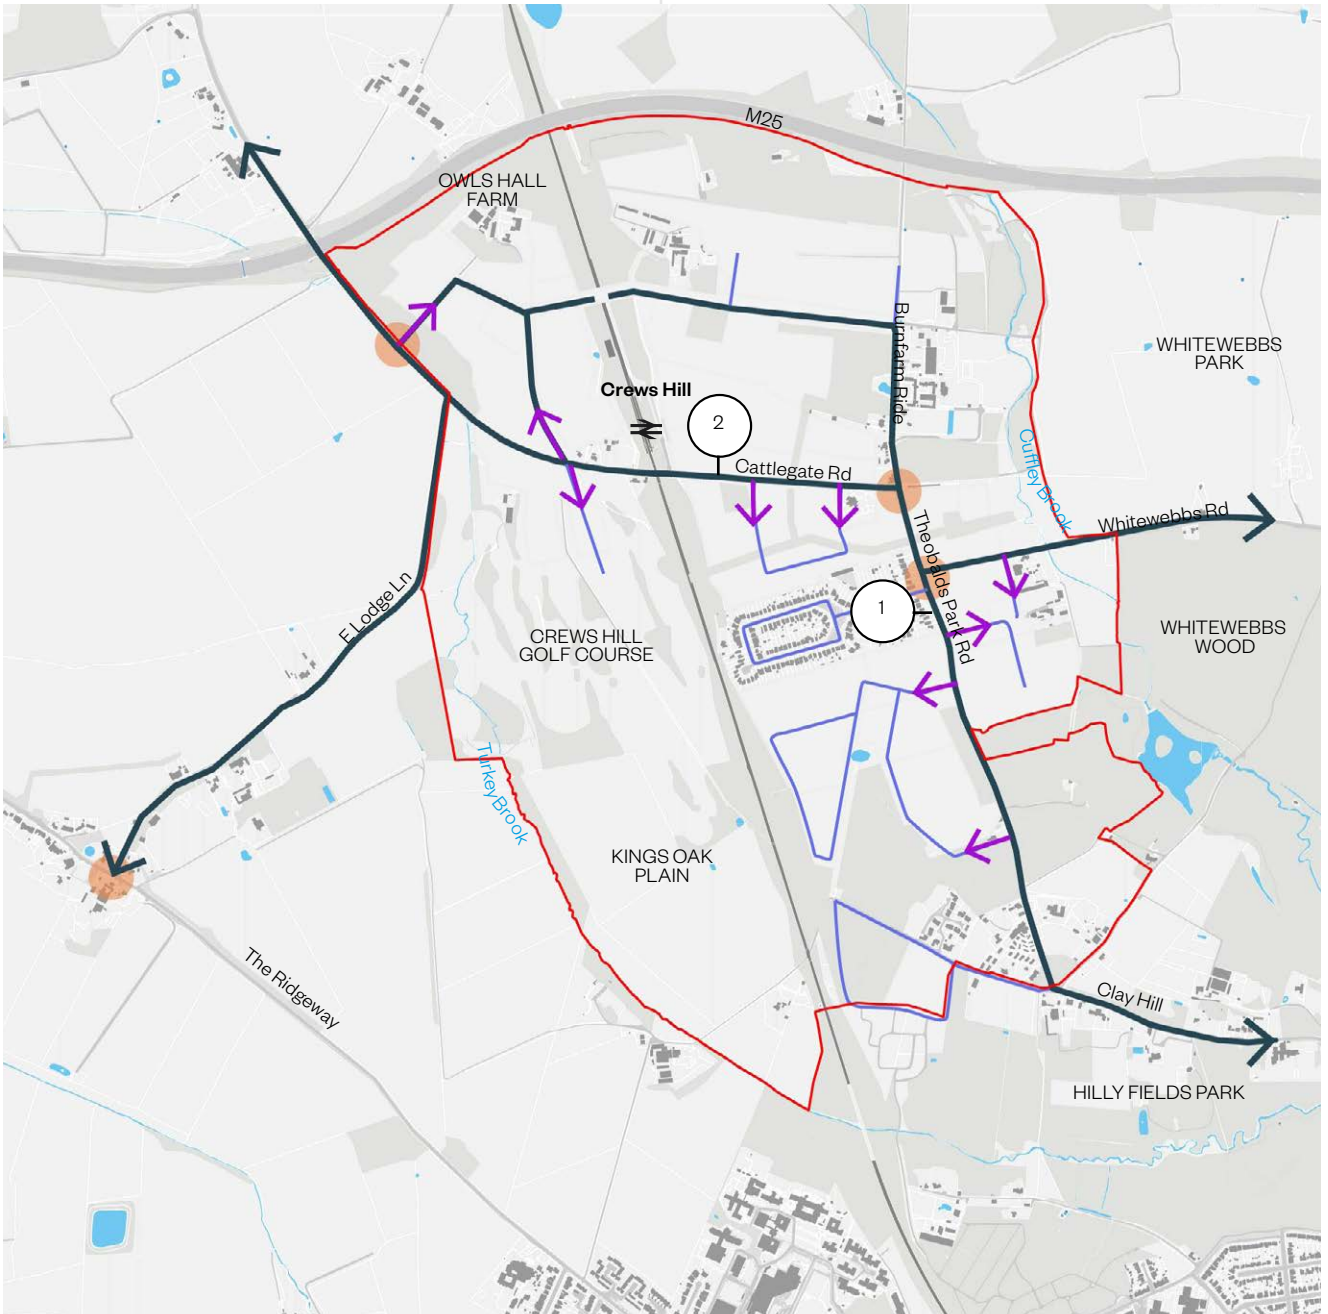 M25
OWLS HALL
FARM
Burnfarm Ride
WHITEWEBBS
PARK
Crews Hill
2
Cuffley Brook
Cattlegate Rd
Whitewebbs Rd
Theobalds Park Rd
E Lodge Ln
1
CREWS HILL
GOLF COURSE
WHITEWEBBS
WOOD
Turkey Brook
KINGS OAK
PLAIN
The Ridgeway
Clay Hill
HILLY FIELDS PARK